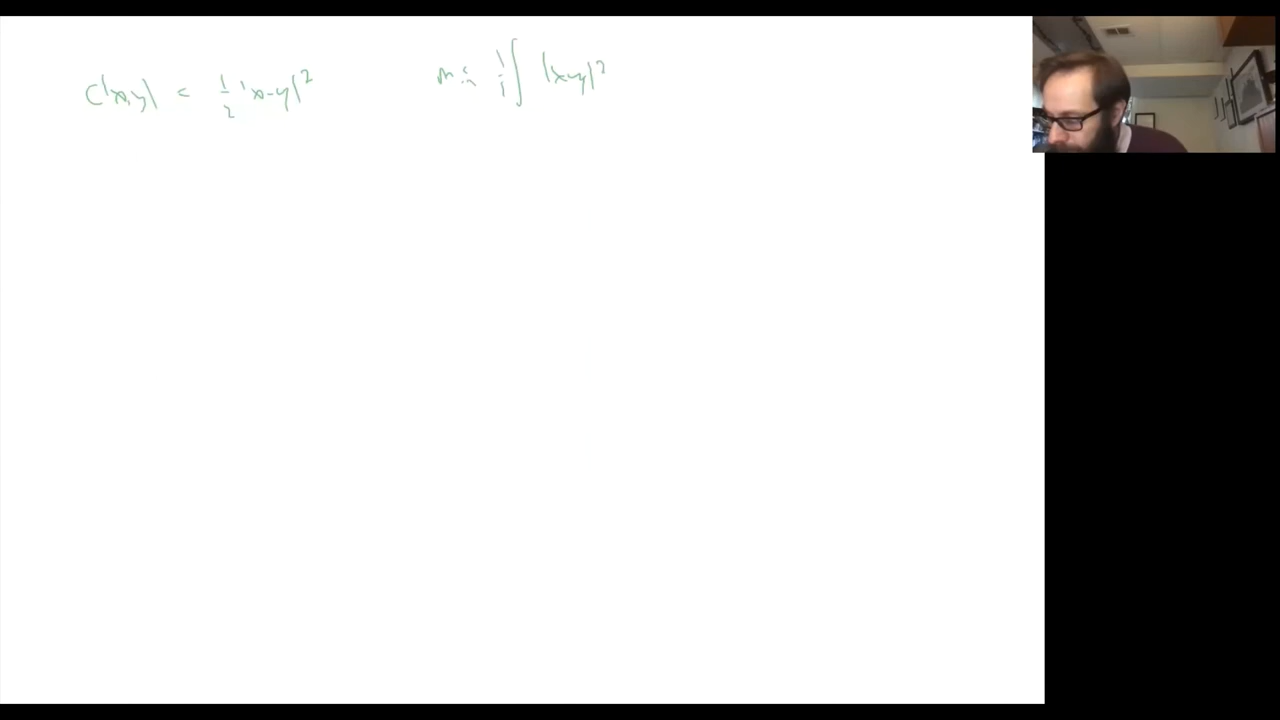 C(x,y) = 1/2 |x-y|^2 min 1/2 ∫ |x-y|^2